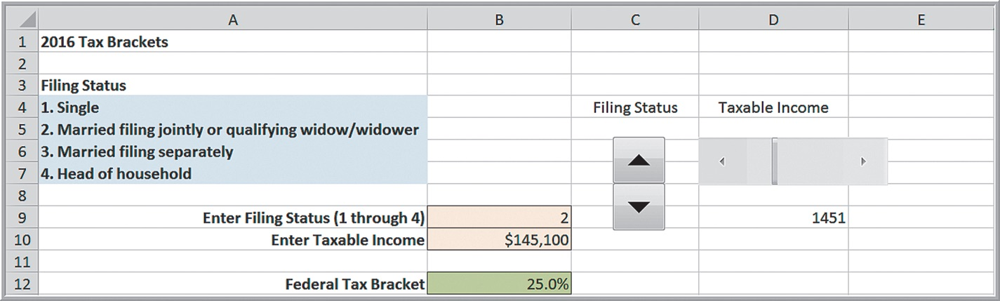 A B C D E
1 2016 Tax Brackets
2
3 Filing Status
4 1. Single Filing Status Taxable Income
5 2. Married filing jointly or qualifying widow/widower
6 3. Married filing separately
7 4. Head of household
8
9 Enter Filing Status (1 through 4) 2 1451
10 Enter Taxable Income $145,100
11
12 Federal Tax Bracket 25.0%